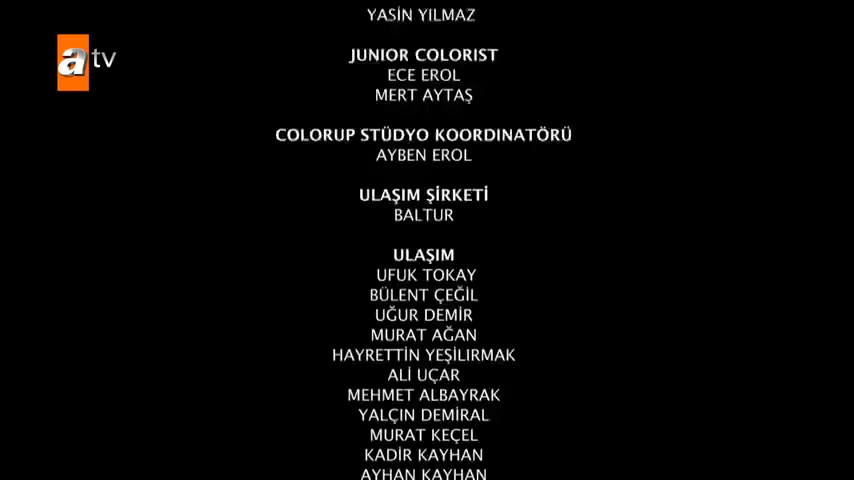 YASİN YILMAZ
atv
JUNIOR COLORIST
ECE EROL
MERT AYTAŞ
COLORUP STÜDYO KOORDİNATÖRÜ
AYBEN EROL
ULAŞIM ŞİRKETİ
BALTUR
ULAŞIM
UFUK TOKAY
BÜLENT ÇEĞİL
UĞUR DEMİR
MURAT AĞAN
HAYRETTİN YEŞİLIRMAK
ALİ UÇAR
MEHMET ALBAYRAK
YALÇIN DEMİRAL
MURAT KEÇEL
KADİR KAYHAN
AYHAN KAYHAN